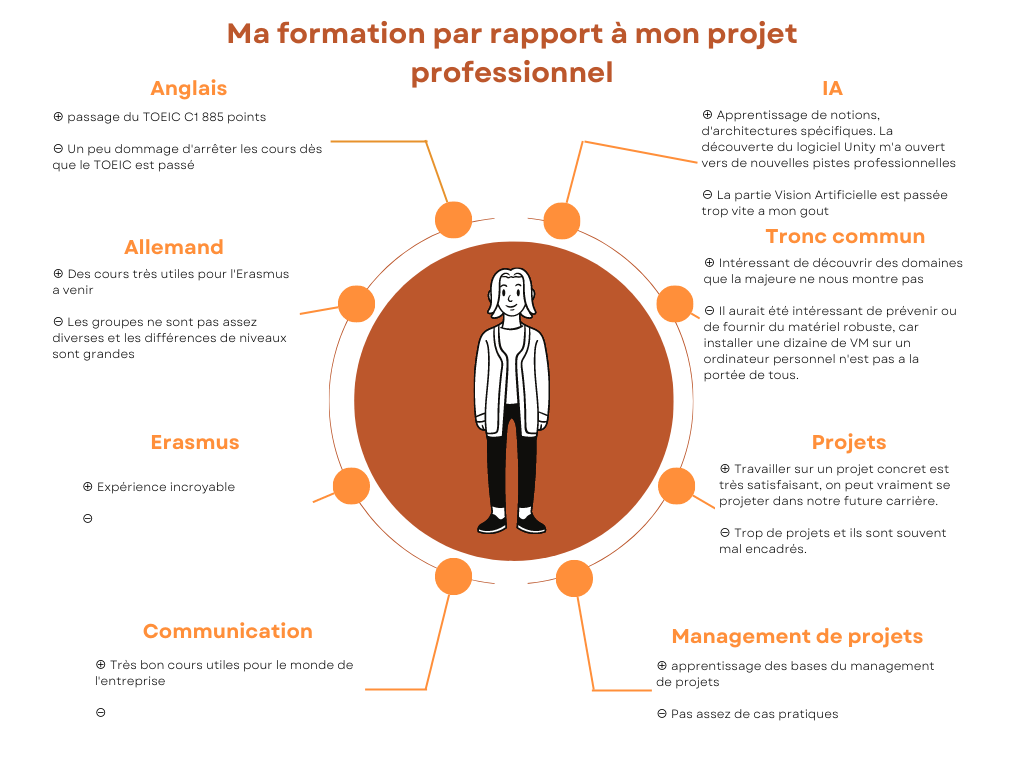 Ma formation par rapport à mon projet
professionnel
Anglais
⊕ passage du TOEIC C1 885 points
⊖ Un peu dommage d'arrêter les cours dès
que le TOEIC est passé
Allemand
⊕ Des cours très utiles pour l'Erasmus
a venir
⊖ Les groupes ne sont pas assez
diverses et les différences de niveaux
sont grandes
Erasmus
⊕ Expérience incroyable
⊖
Communication
⊕ Très bon cours utiles pour le monde de
l'entreprise
⊖
IA
⊕ Apprentissage de notions,
d'architectures spécifiques. La
découverte du logiciel Unity m'a ouvert
vers de nouvelles pistes professionnelles
⊖ La partie Vision Artificielle est passée
trop vite a mon gout
Tronc commun
⊕ Intéressant de découvrir des domaines
que la majeure ne nous montre pas
⊖ Il aurait été intéressant de prévenir ou
de fournir du matériel robuste, car
installer une dizaine de VM sur un
ordinateur personnel n'est pas a la
portée de tous.
Projets
⊕ Travailler sur un projet concret est
très satisfaisant, on peut vraiment se
projeter dans notre future carrière.
⊖ Trop de projets et ils sont souvent
mal encadrés.
Management de projets
⊕ apprentissage des bases du management
de projets
⊖ Pas assez de cas pratiques